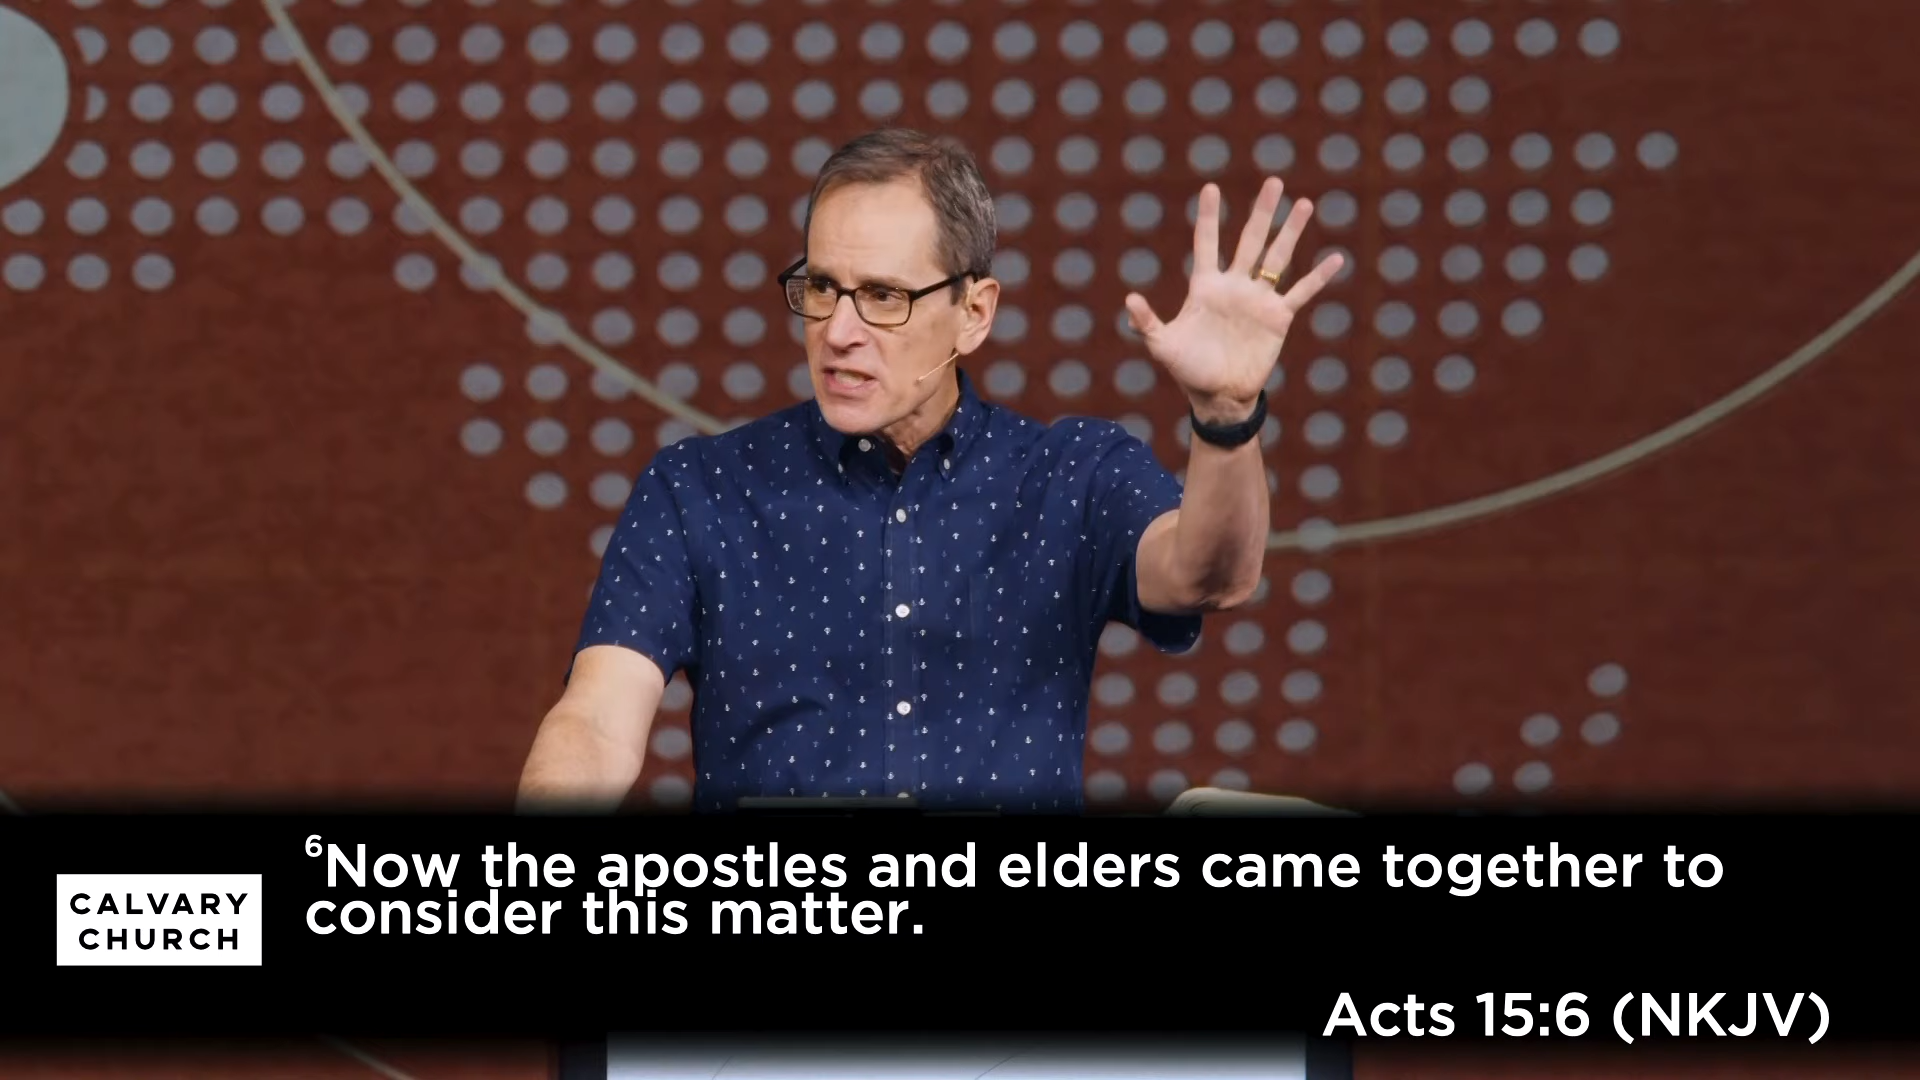 ⁶Now the apostles and elders came together to
consider this matter.
CALVARY
CHURCH
Acts 15:6 (NKJV)